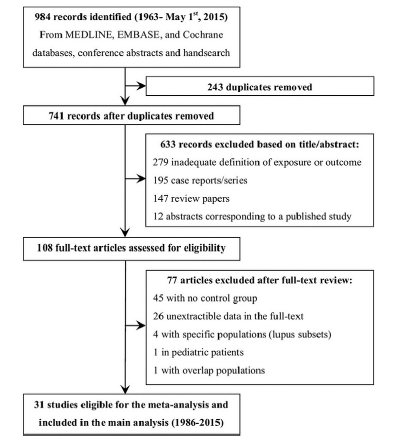 984 records identified (1963- May 1st, 2015)
From MEDLINE, EMBASE, and Cochrane
databases, conference abstracts and handsearch
243 duplicates removed
741 records after duplicates removed
633 records excluded based on title/abstract:
279 inadequate definition of exposure or outcome
195 case reports/series
147 review papers
12 abstracts corresponding to a published study
108 full-text articles assessed for eligibility
77 articles excluded after full-text review:
45 with no control group
26 unextractible data in the full-text
4 with specific populations (lupus subsets)
1 in pediatric patients
1 with overlap populations
31 studies eligible for the meta-analysis and
included in the main analysis (1986-2015)